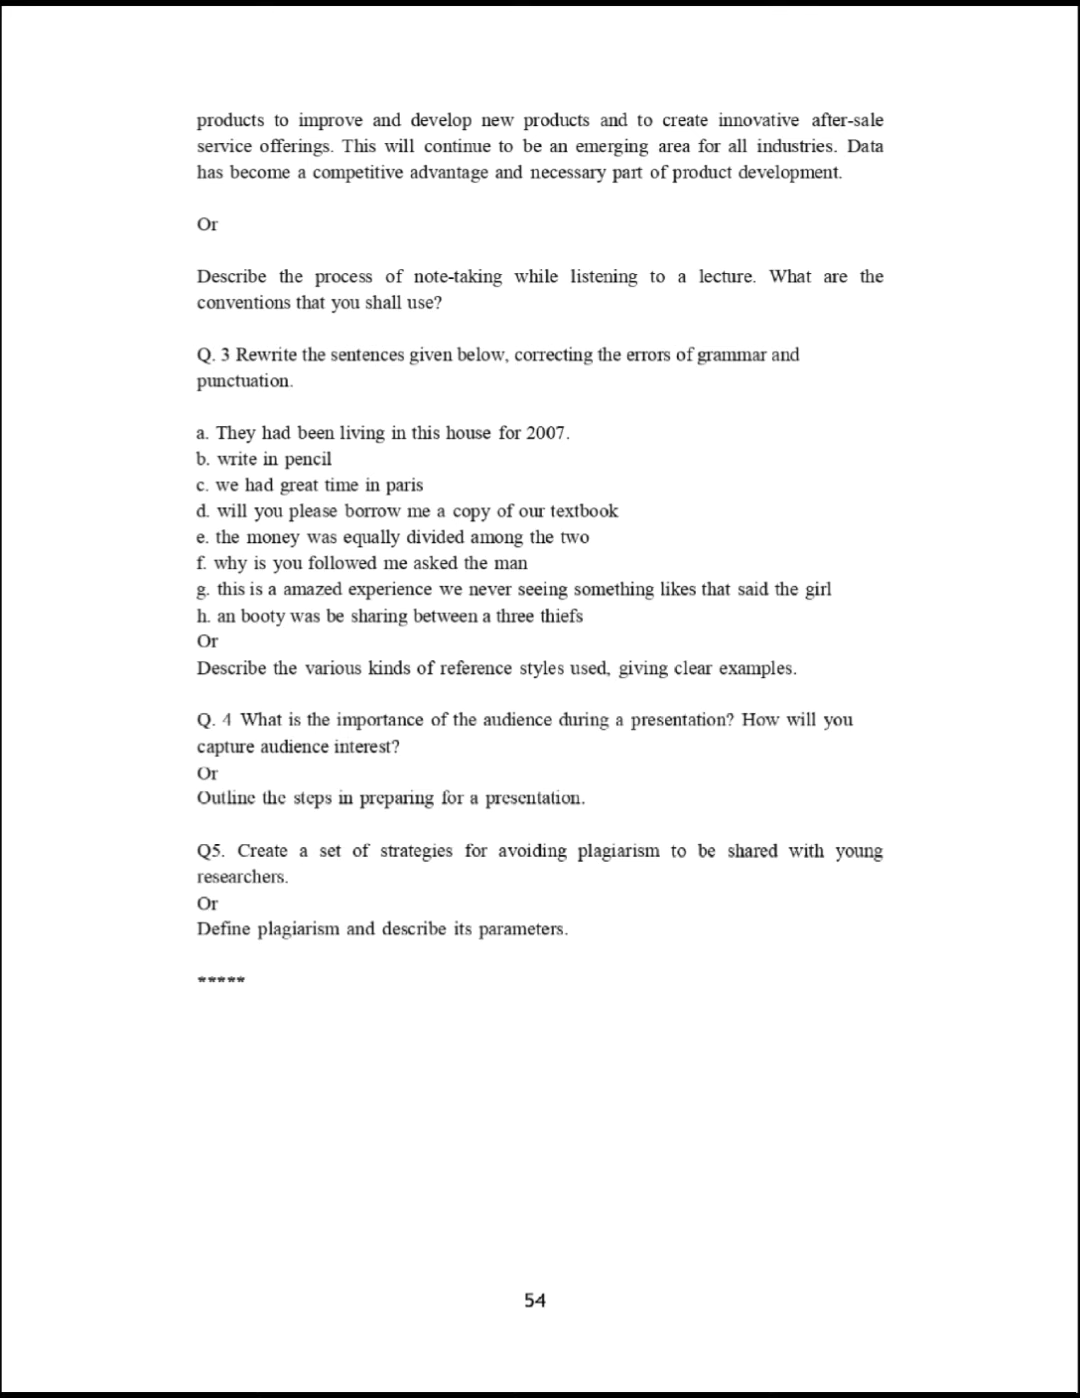 products to improve and develop new products and to create innovative after-sale
service offerings. This will continue to be an emerging area for all industries. Data
has become a competitive advantage and necessary part of product development.
Or
Describe the process of note-taking while listening to a lecture. What are the
conventions that you shall use?
Q. 3 Rewrite the sentences given below, correcting the errors of grammar and
punctuation.
a. They had been living in this house for 2007.
b. write in pencil
c. we had great time in paris
d. will you please borrow me a copy of our textbook
e. the money was equally divided among the two
f. why is you followed me asked the man
g. this is a amazed experience we never seeing something likes that said the girl
h. an booty was be sharing between a three thiefs
Or
Describe the various kinds of reference styles used, giving clear examples.
Q. 4 What is the importance of the audience during a presentation? How will you
capture audience interest?
Or
Outline the steps in preparing for a presentation.
Q5. Create a set of strategies for avoiding plagiarism to be shared with young
researchers.
Or
Define plagiarism and describe its parameters.
*****
54